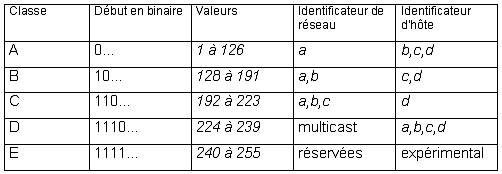 Classe Début en binaire Valeurs Identificateur de réseau Identificateur d'hôte
A 0... 1 à 126 a b,c,d
B 10... 128 à 191 a,b c,d
C 110... 192 à 223 a,b,c d
D 1110... 224 à 239 multicast a,b,c,d
E 1111... 240 à 255 réservées expérimental